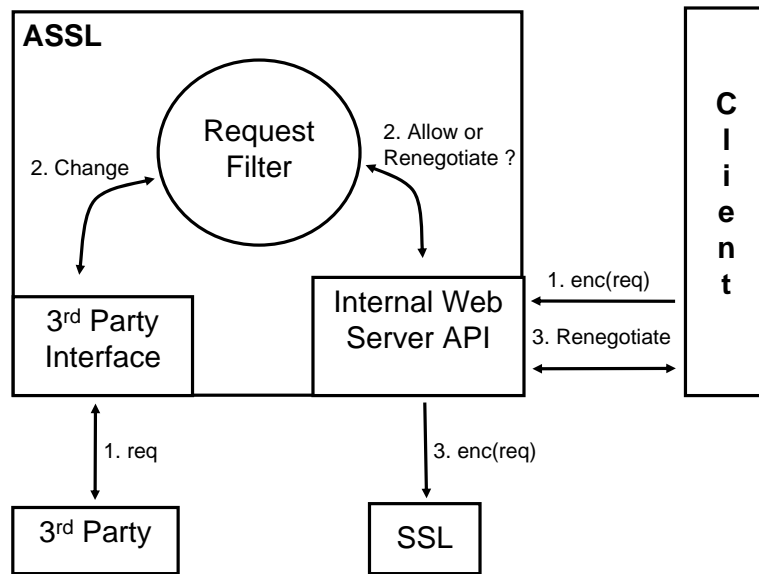 ASSL
Request
Filter
2. Change
2. Allow or
Renegotiate ?
Client
3rd Party
Interface
Internal Web
Server API
1. enc(req)
3. Renegotiate
1. req
3. enc(req)
3rd Party
SSL